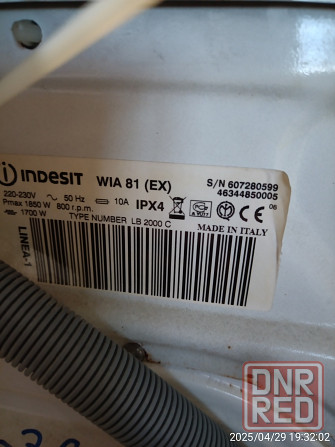 indesit WIA 81 (EX) S/N 607280599
46344850005
220-230V 50 Hz 10A IPX4
Pmax 1850 W 800 r.p.m.
1700 W
06
TYPE NUMBER LB 2000 C
MADE IN ITALY
LINEA-1
DNR
RED
2025/04/29 19:32:02